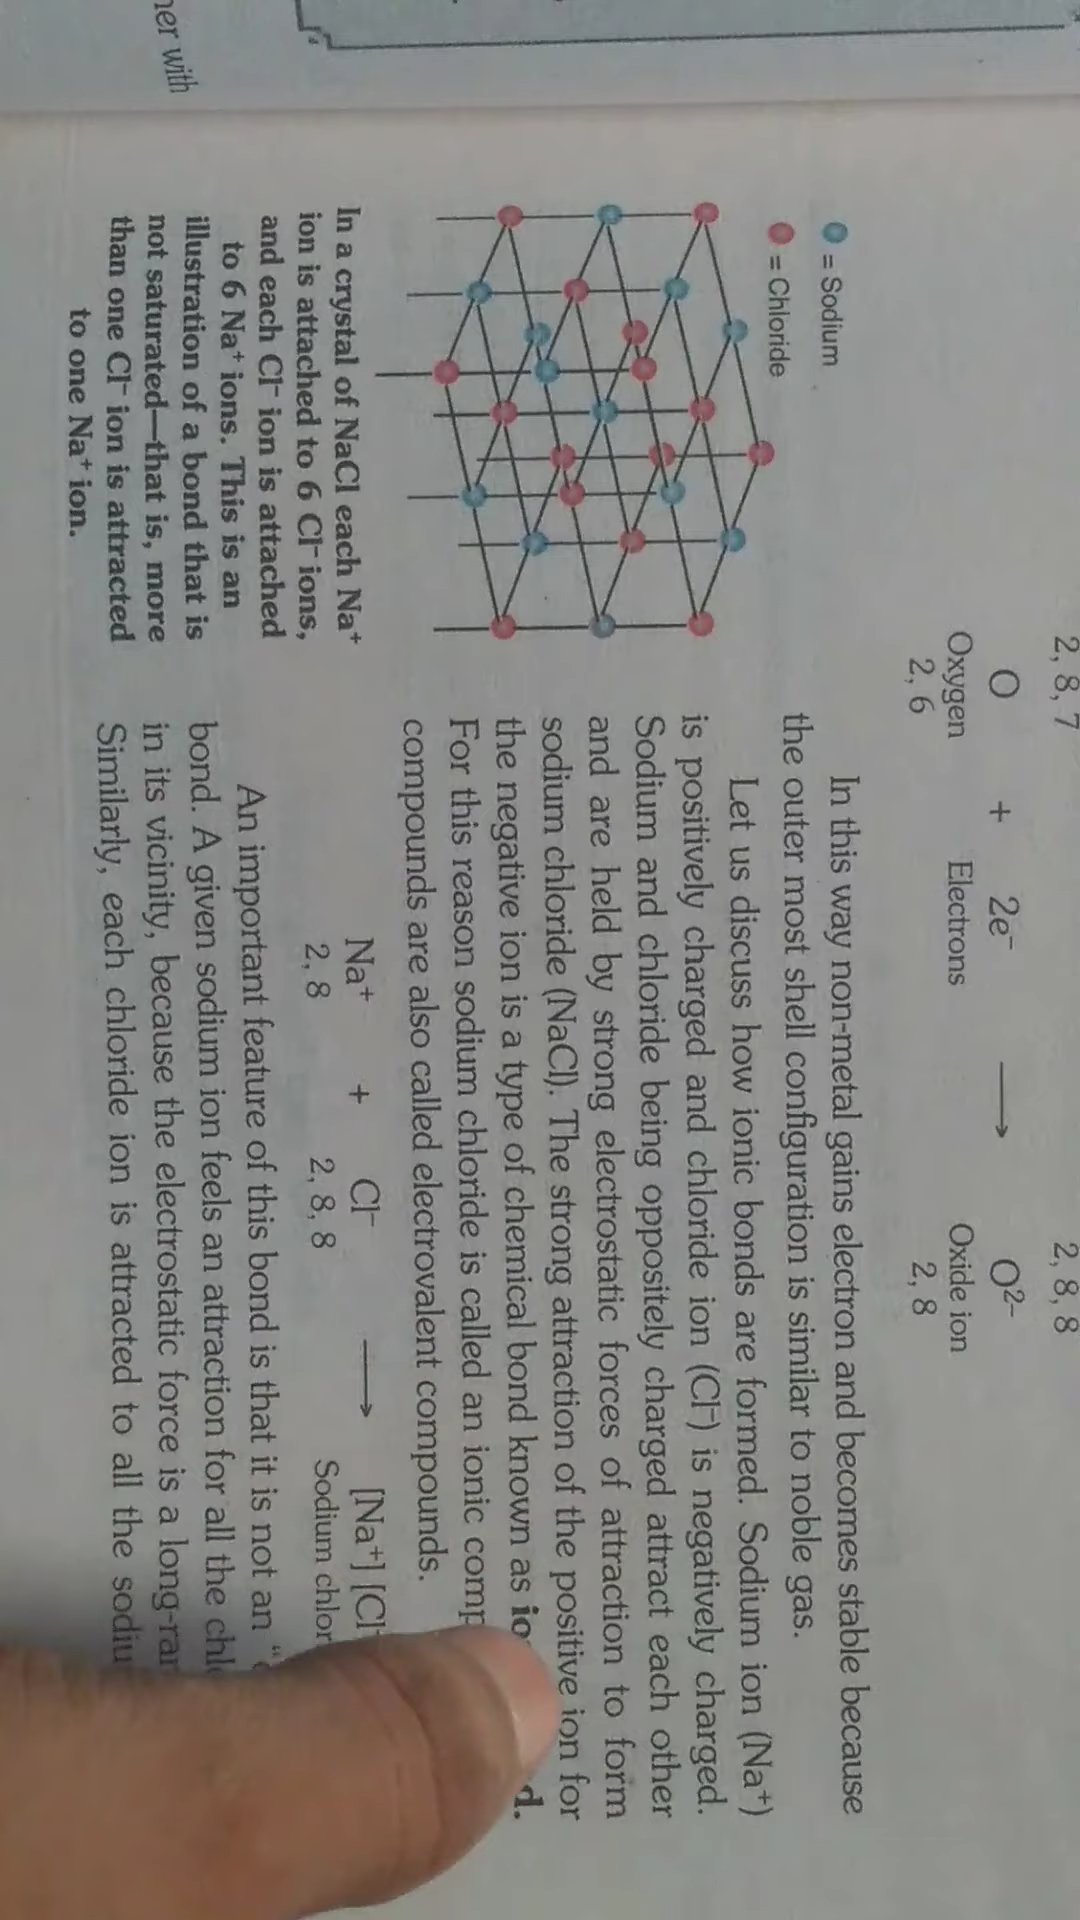 2, 8, 7 2, 8, 8
O + 2e⁻ ⟶ O²⁻
Oxygen Electrons Oxide ion
2, 6 2, 8
In this way non-metal gains electron and becomes stable because
the outer most shell configuration is similar to noble gas.
Let us discuss how ionic bonds are formed. Sodium ion (Na⁺)
is positively charged and chloride ion (Cl⁻) is negatively charged.
Sodium and chloride being oppositely charged attract each other
and are held by strong electrostatic forces of attraction to form
sodium chloride (NaCl). The strong attraction of the positive ion for
the negative ion is a type of chemical bond known as
For this reason sodium chloride is called an ionic
compounds are also called electrovalent compounds.
Na⁺ + Cl⁻ ⟶ [Na⁺] [Cl
2, 8 2, 8, 8 Sodium
An important feature of this bond is that it is not an
bond. A given sodium ion feels an attraction for all the
in its vicinity, because the electrostatic force is a
Similarly, each chloride ion is attracted to all the
= Sodium
= Chloride
In a crystal of NaCl each Na⁺
ion is attached to 6 Cl⁻ ions,
and each Cl⁻ ion is attached
to 6 Na⁺ ions. This is an
illustration of a bond that is
not saturated—that is, more
than one Cl⁻ ion is attracted
to one Na⁺ ion.
with